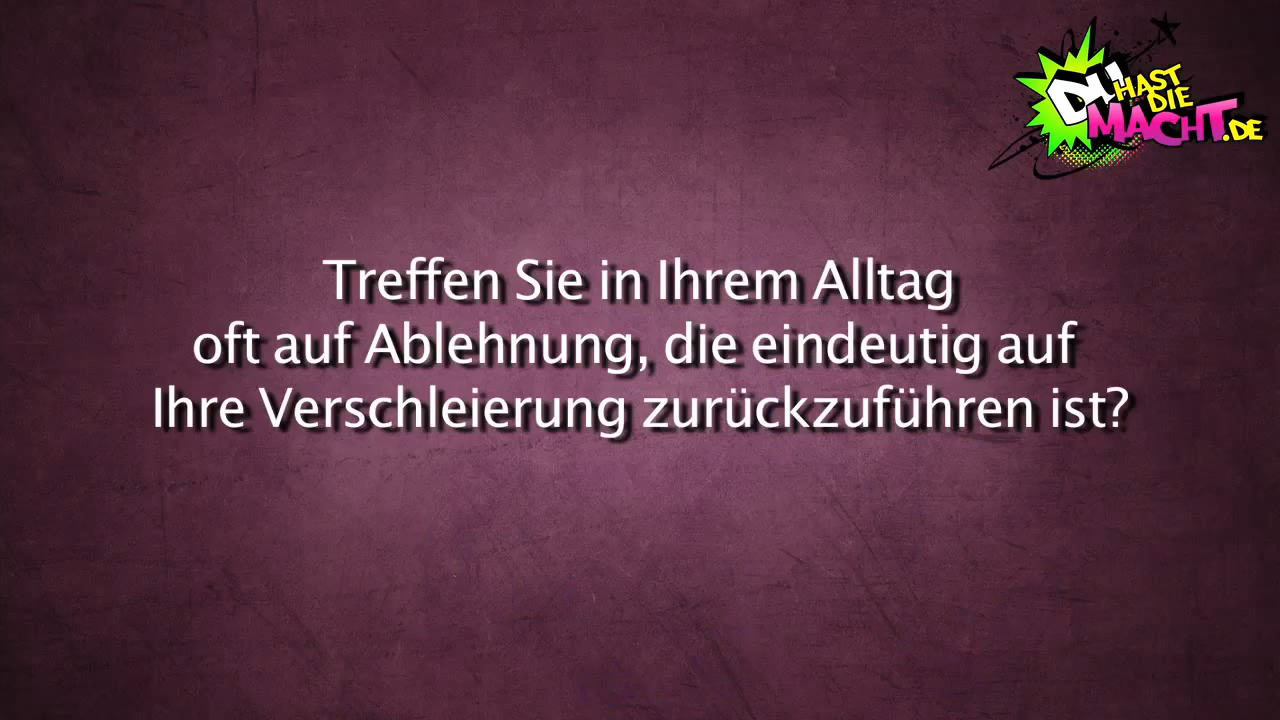 DU HAST
DIE
MACHT.DE
Treffen Sie in Ihrem Alltag
oft auf Ablehnung, die eindeutig auf
Ihre Verschleierung zurückzuführen ist?